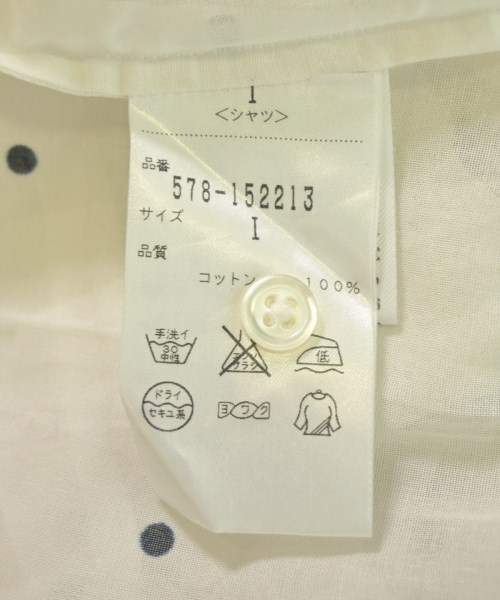 I
<シャツ>
品番
578-152213
サイズ
I
品質
コットン 100%
手洗イ
30
中性
低
ドライ
セキユ系
ヨワク